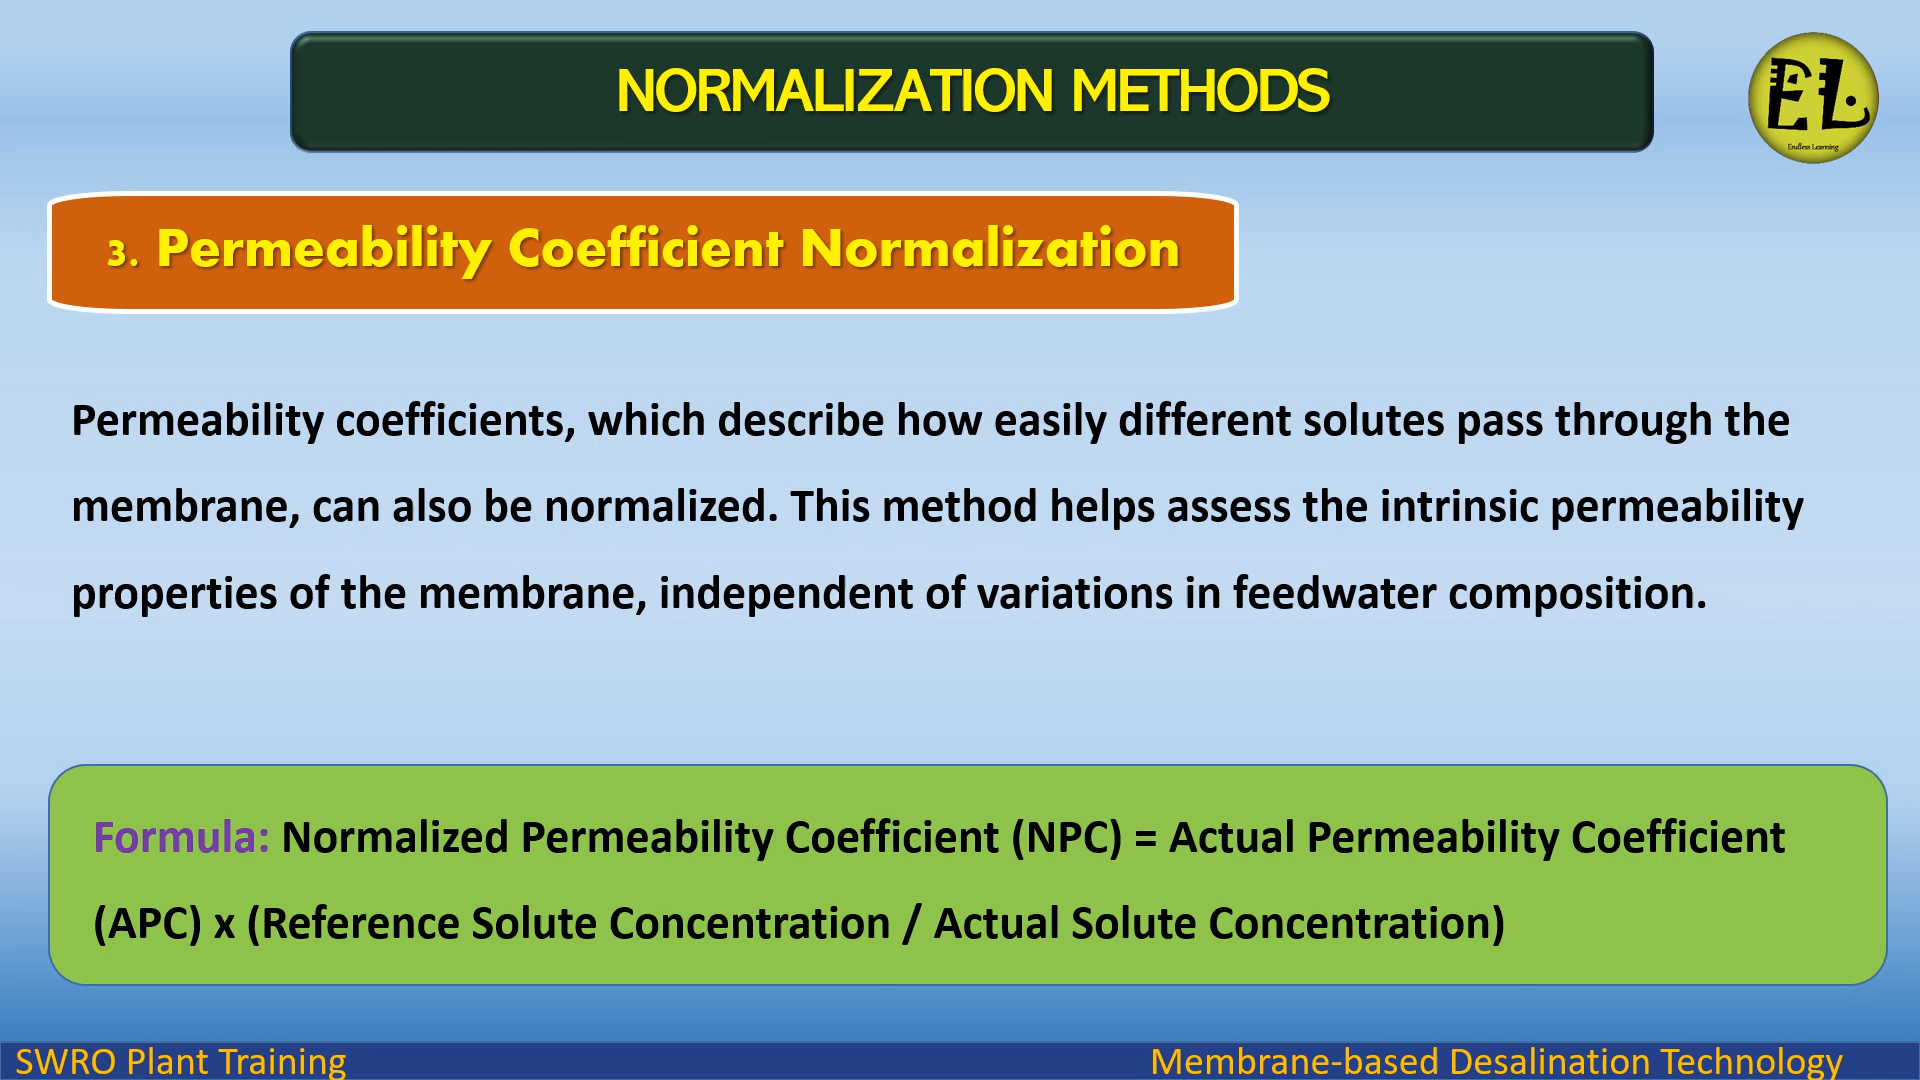 NORMALIZATION METHODS
EL
Endless Learning
3. Permeability Coefficient Normalization
Permeability coefficients, which describe how easily different solutes pass through the
membrane, can also be normalized. This method helps assess the intrinsic permeability
properties of the membrane, independent of variations in feedwater composition.
Formula: Normalized Permeability Coefficient (NPC) = Actual Permeability Coefficient
(APC) x (Reference Solute Concentration / Actual Solute Concentration)
SWRO Plant Training
Membrane-based Desalination Technology